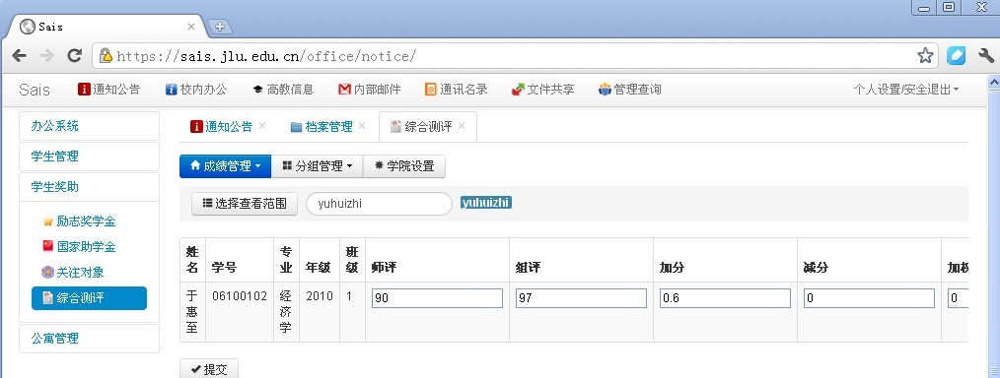 Sais
https://sais.jlu.edu.cn/office/notice/
Sais 通知公告 校内办公 高教信息 内部邮件 通讯名录 文件共享 管理查询 个人设置/安全退出
办公系统
学生管理
学生奖助
励志奖学金
国家助学金
关注对象
综合测评
公寓管理
通知公告 × 档案管理 × 综合测评 ×
成绩管理 分组管理 学院设置
选择查看范围 yuhuizhi yuhuizhi
姓名 学号 专业 年级 班级 师评 组评 加分 减分
于惠至 06100102 经济学 2010 1 90 97 0.6 0 0
提交